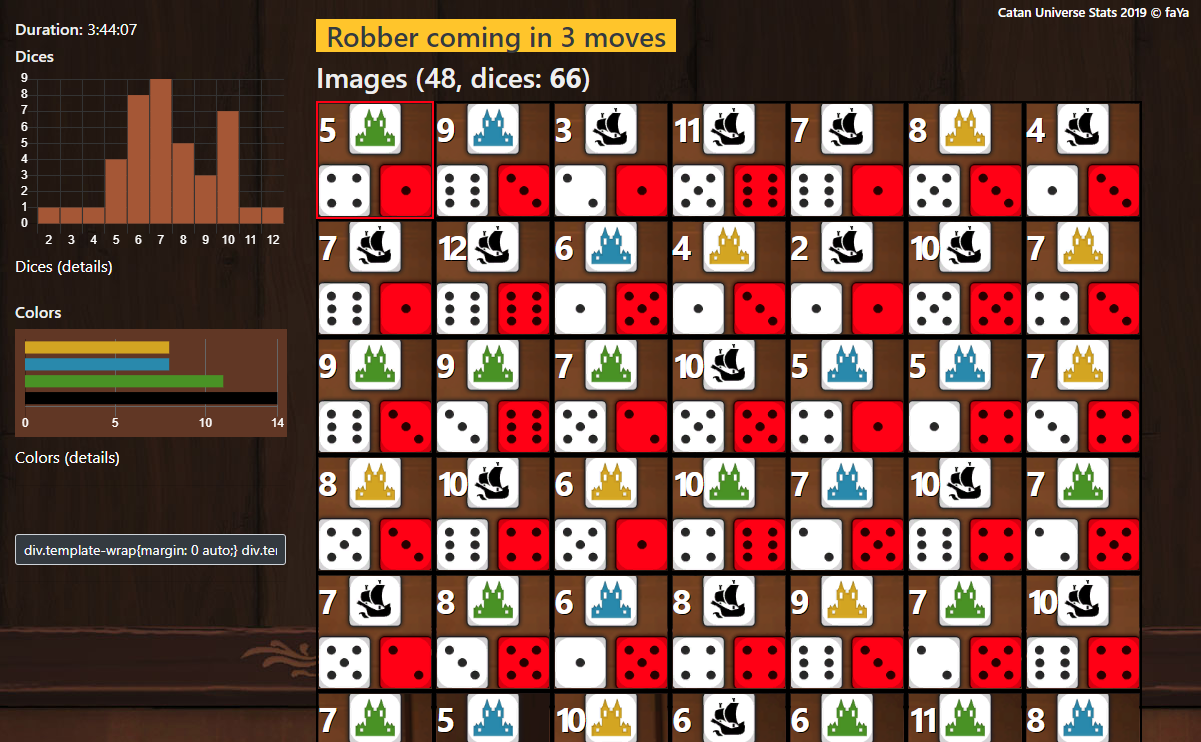 Catan Universe Stats 2019 © faYa
Duration: 3:44:07
Robber coming in 3 moves
Images (48, dices: 66)
Dices
9
8
7
6
5
4
3
2
1
0
2 3 4 5 6 7 8 9 10 11 12
Dices (details)
Colors
0 5 10 14
Colors (details)
div.template-wrap{margin: 0 auto;} div.te
5 9 3 11 7 8 4
7 12 6 4 2 10 7
9 9 7 10 5 5 7
8 10 6 10 7 10 7
7 8 6 8 9 7 10
7 5 10 6 6 11 8